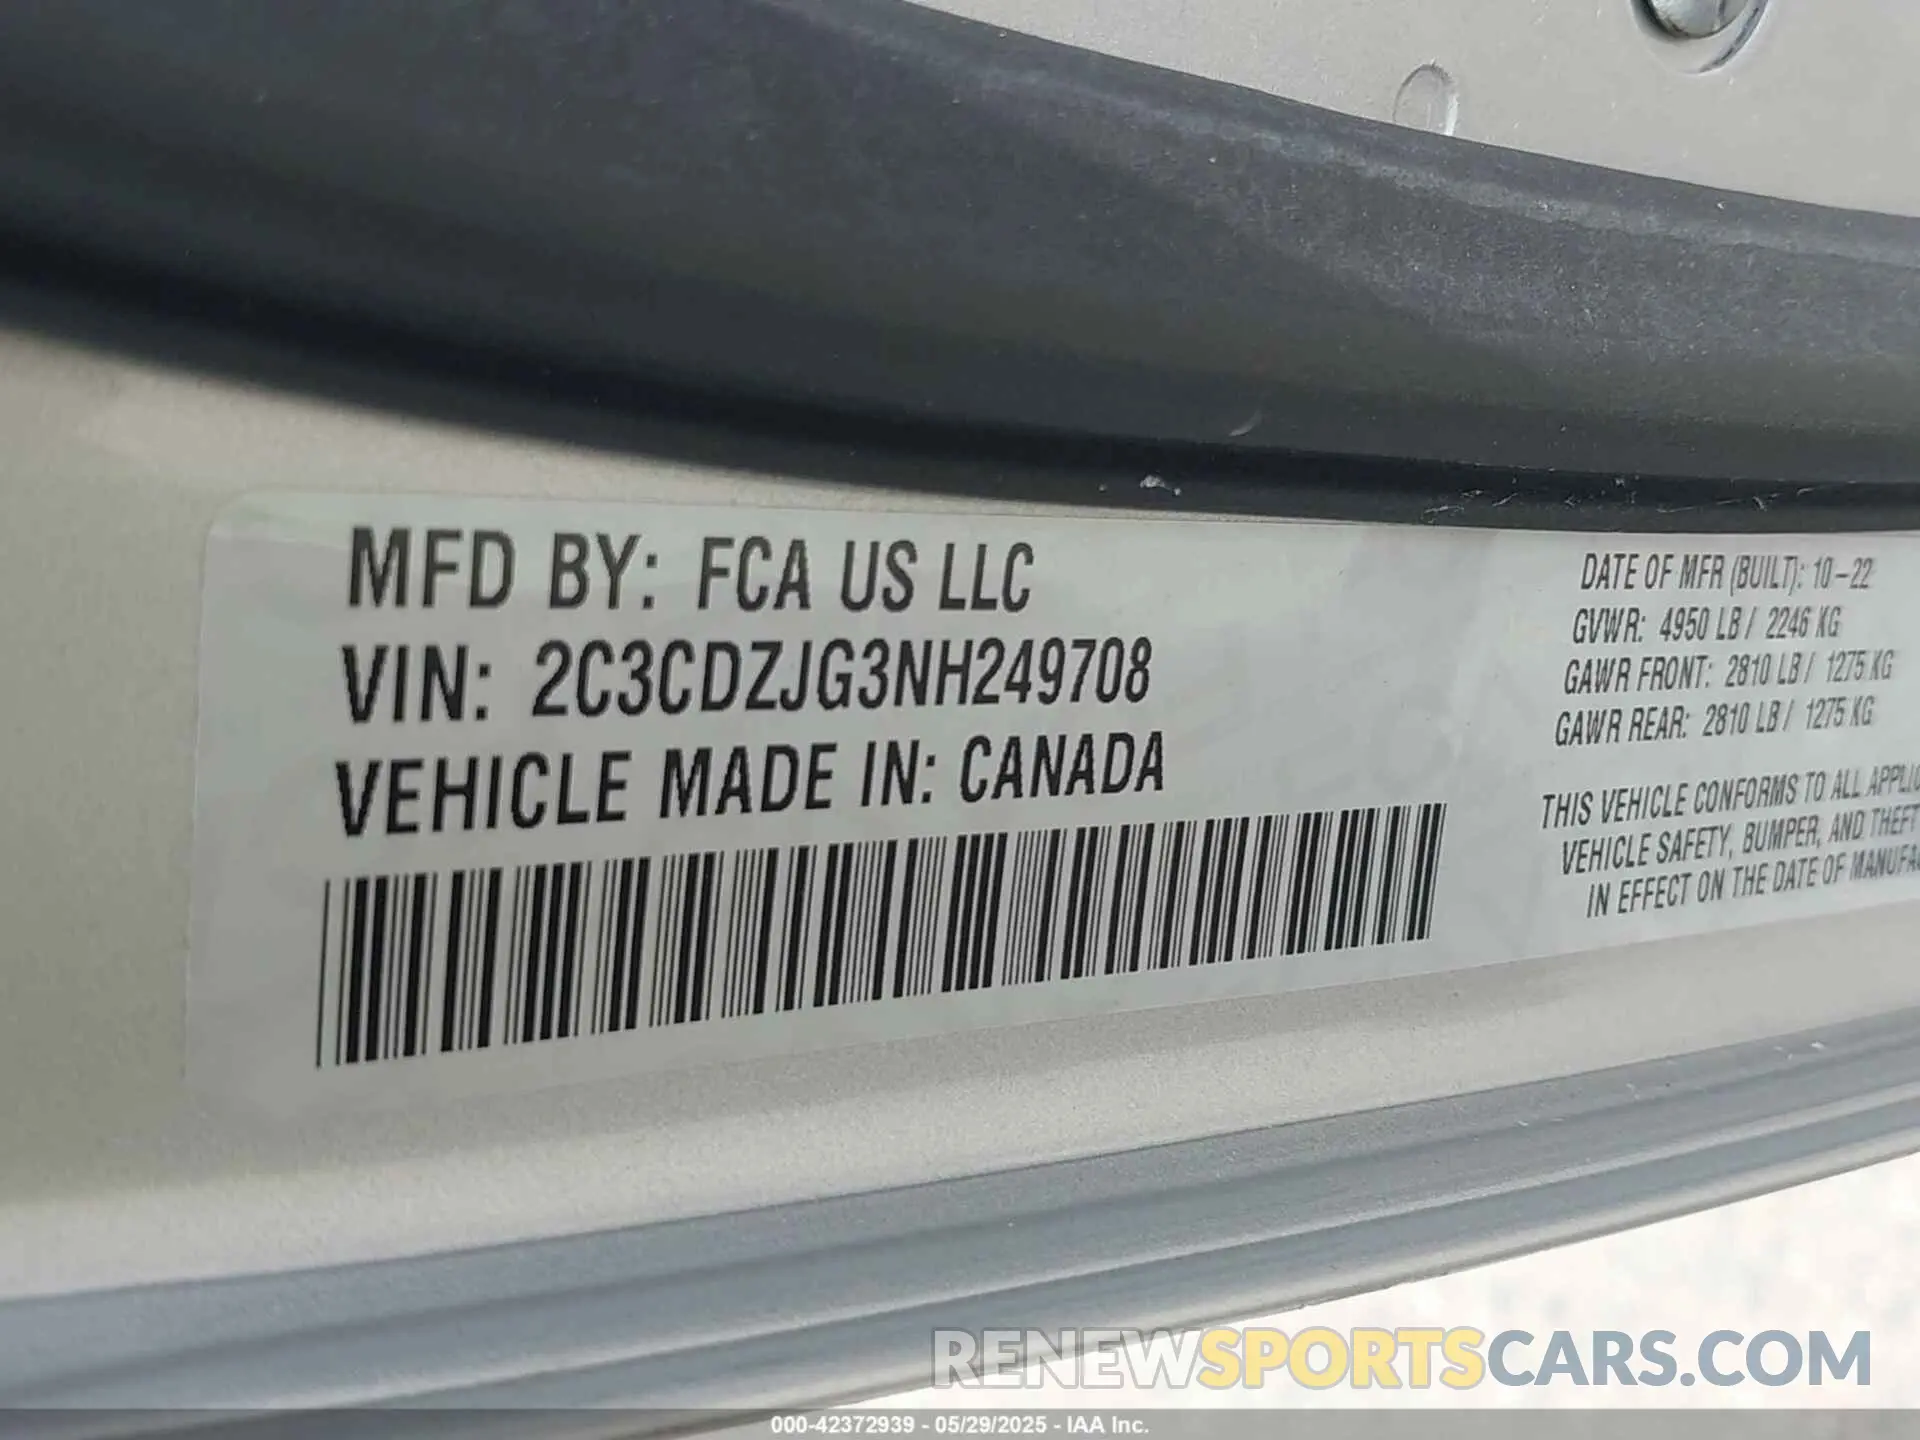 MFD BY: FCA US LLC
VIN: 2C3CDZJG3NH249708
VEHICLE MADE IN: CANADA
DATE OF MFR (BUILT): 10-22
GVWR: 4950 LB / 2246 KG
GAWR FRONT: 2810 LB / 1275 KG
GAWR REAR: 2810 LB / 1275 KG
THIS VEHICLE CONFORMS TO ALL APPLIC
VEHICLE SAFETY, BUMPER, AND THEFT
IN EFFECT ON THE DATE OF MANUFA
RENEWSPORTSCARS.COM
000-42372939 - 05/29/2025 - IAA Inc.